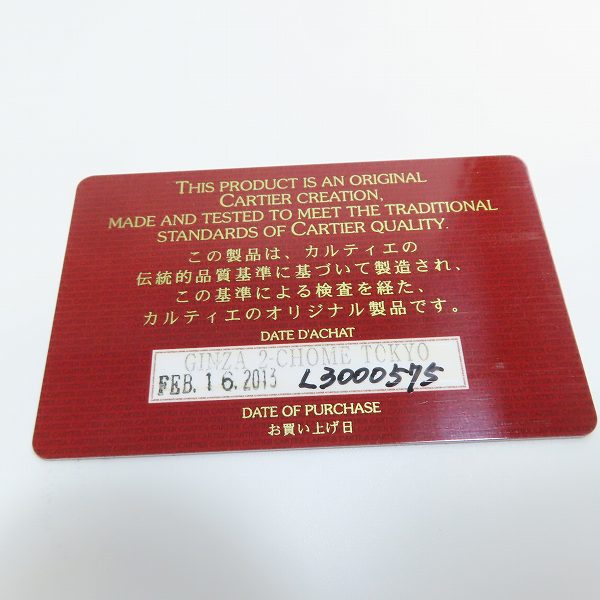 THIS PRODUCT IS AN ORIGINAL
CARTIER CREATION,
MADE AND TESTED TO MEET THE TRADITIONAL
STANDARDS OF CARTIER QUALITY.
この製品は、カルティエの
伝統的品質基準に基づいて製造され、
この基準による検査を経た、
カルティエのオリジナル製品です。
DATE D'ACHAT
GINZA 2-CHOME TOKYO
FEB. 16. 2013 L3000575
DATE OF PURCHASE
お買い上げ日